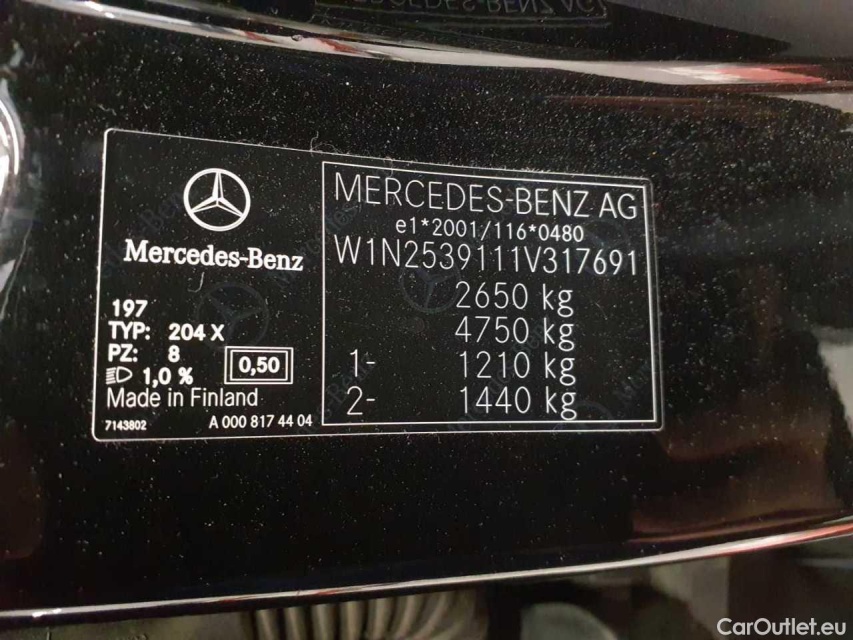 Mercedes-Benz
197
TYP: 204 X
PZ: 8
1,0 %
0,50
Made in Finland
7143802
A 000 817 44 04
MERCEDES-BENZ AG
e1*2001/116*0480
W1N2539111V317691
2650 kg
4750 kg
1- 1210 kg
2- 1440 kg
CarOutlet.eu